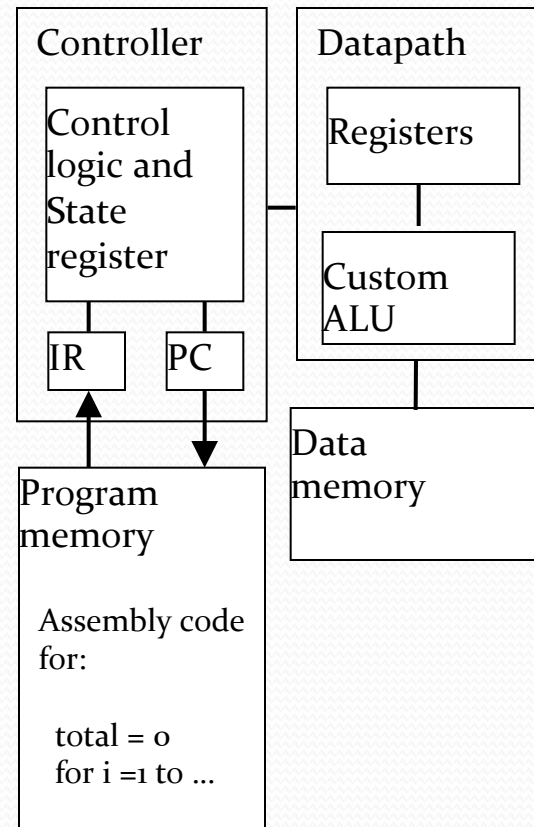 Controller
Control
logic and
State
register
IR
PC
Datapath
Registers
Custom
ALU
Data
memory
Program
memory
Assembly code
for:
total = 0
for i =1 to ...